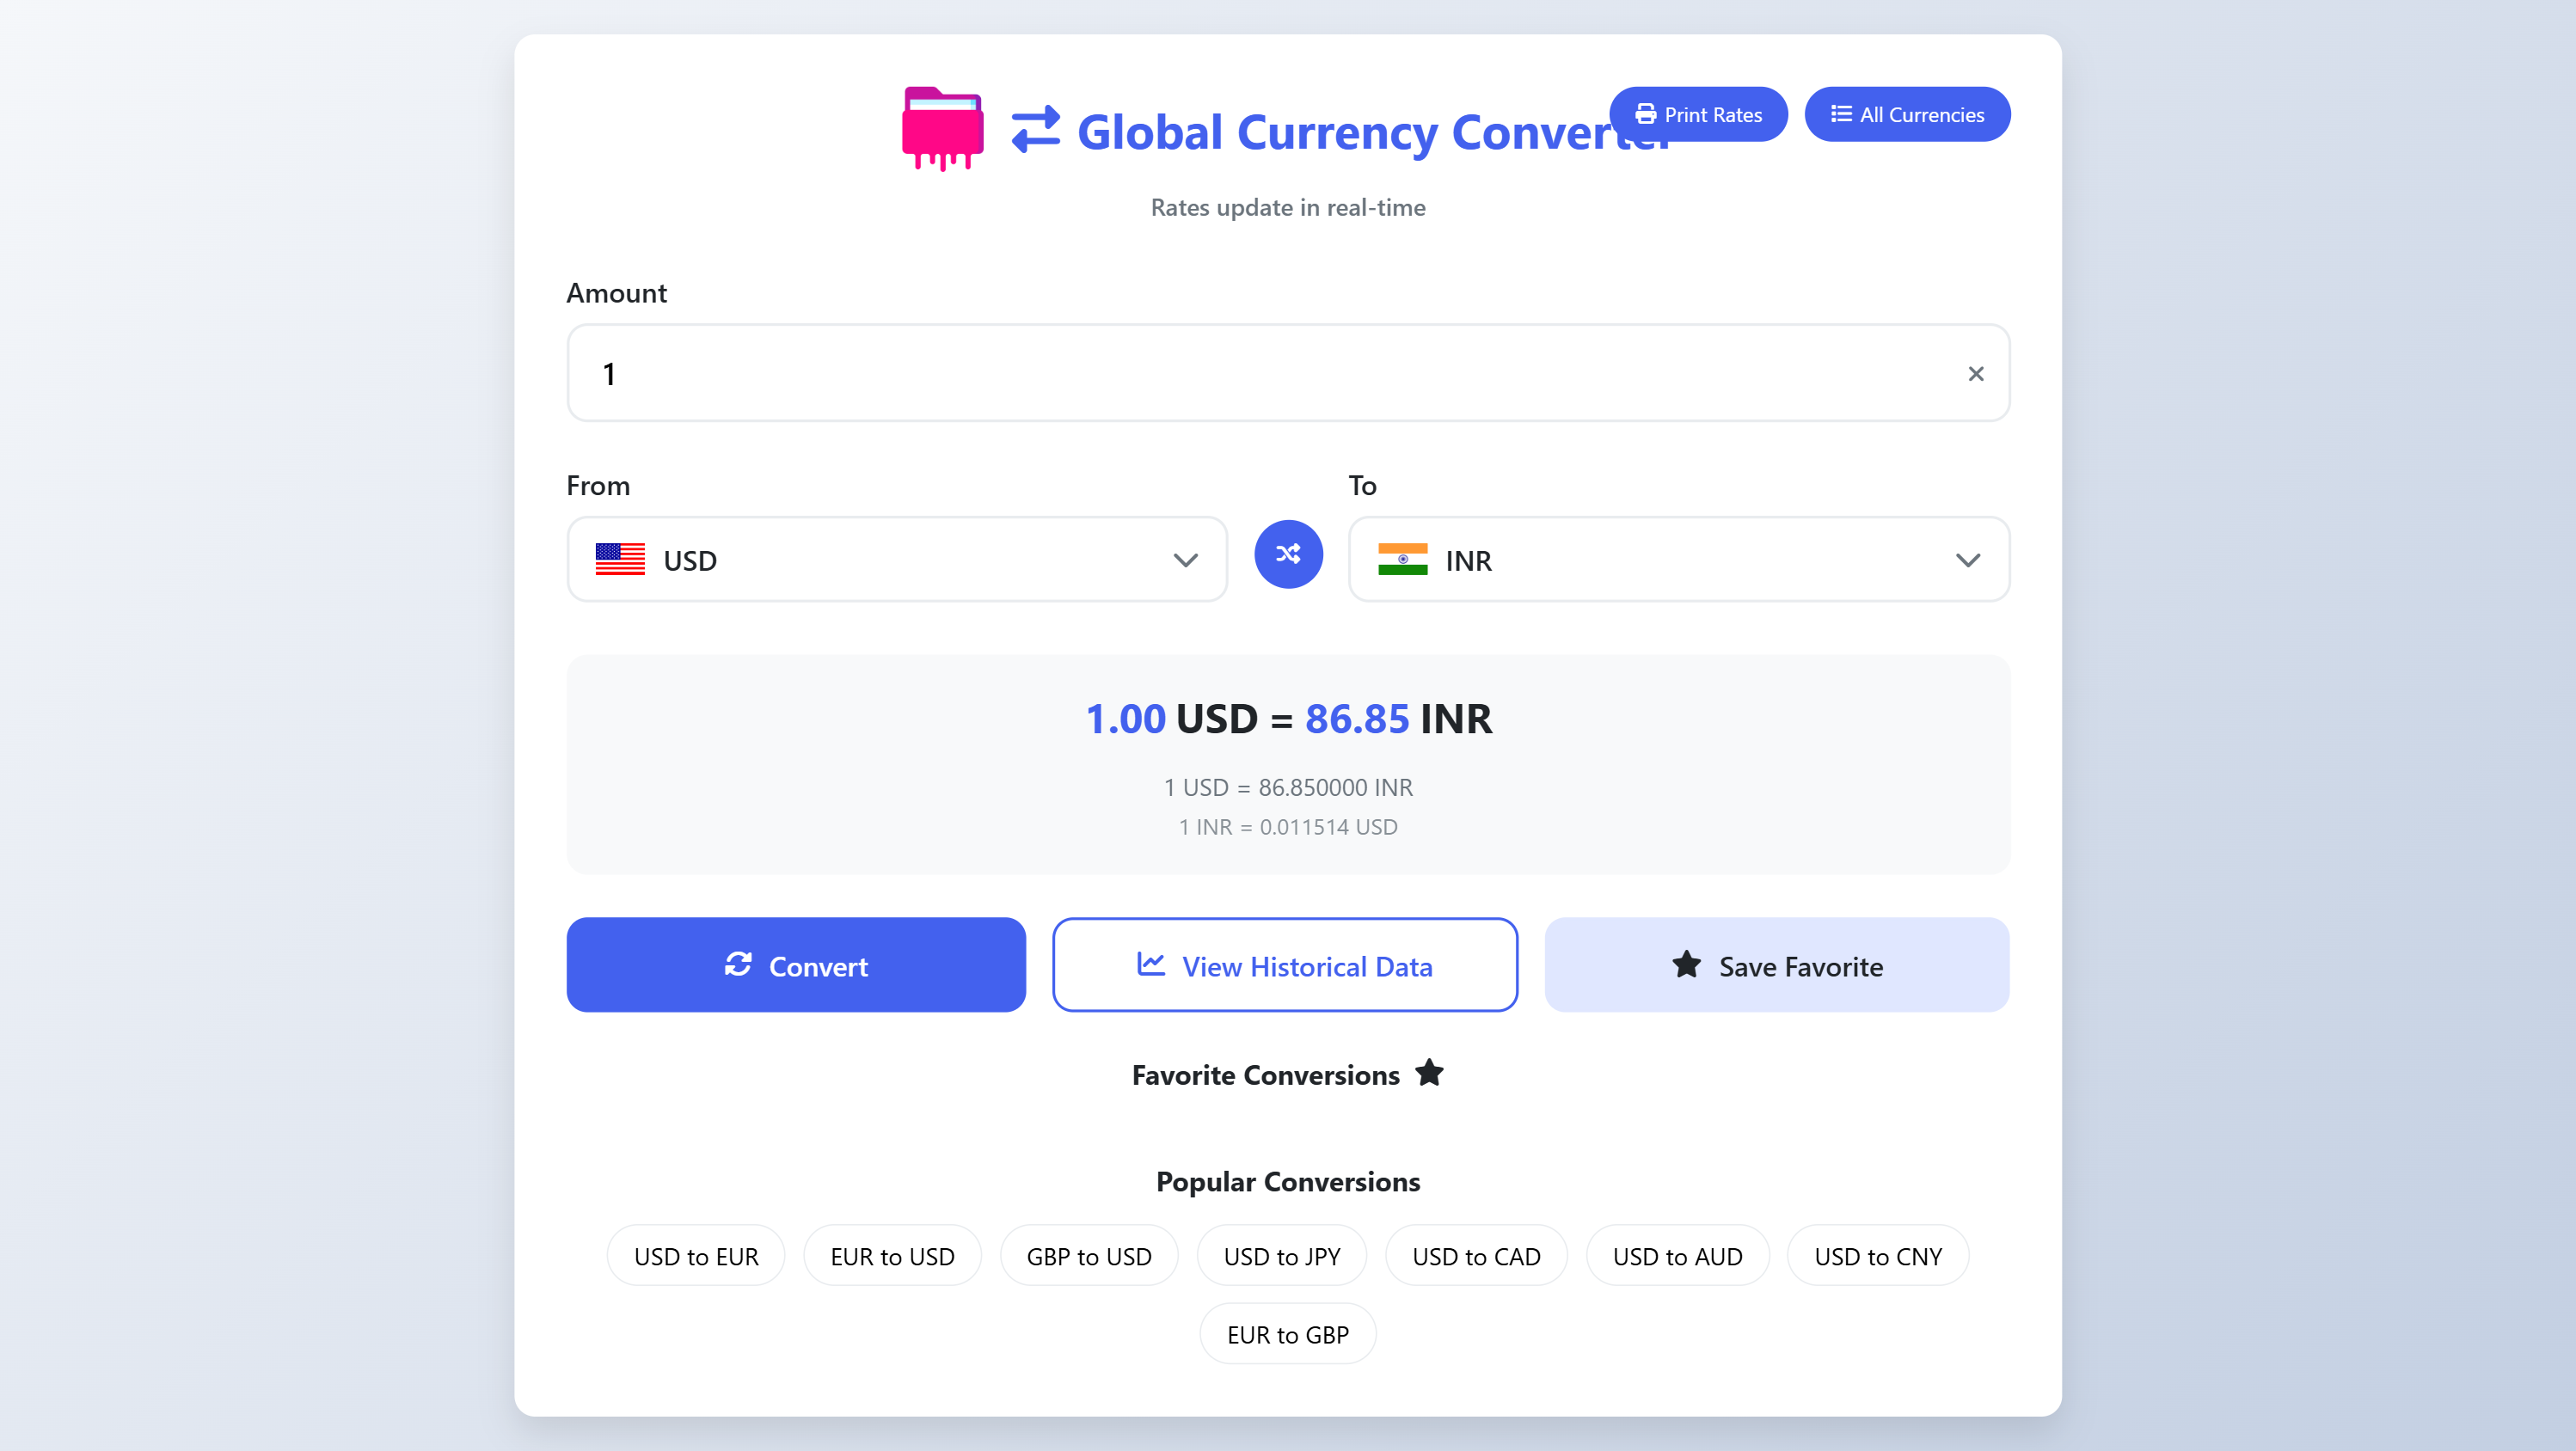 Global Currency Converter
Print Rates
All Currencies
Rates update in real-time
Amount
1
From
To
USD
INR
1.00 USD = 86.85 INR
1 USD = 86.850000 INR
1 INR = 0.011514 USD
Convert
View Historical Data
Save Favorite
Favorite Conversions
Popular Conversions
USD to EUR
EUR to USD
GBP to USD
USD to JPY
USD to CAD
USD to AUD
USD to CNY
EUR to GBP